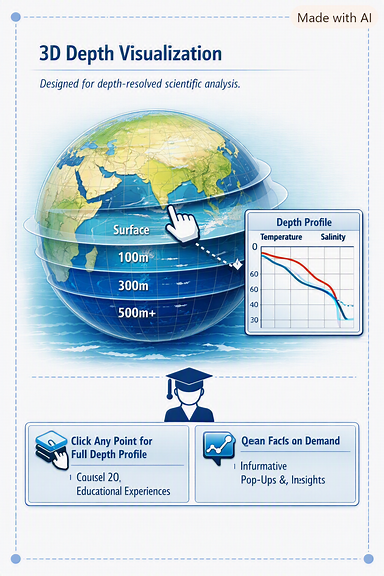 Made with AI
3D Depth Visualization
Designed for depth-resolved scientific analysis.
Surface
100m
300m
500m+
Depth Profile
Temperature Salinity
0
60
60
40
30
Click Any Point for
Full Depth Profile
Cousel 20,
Educational Experiences
Qean Facls on Demand
Infurmative
Pop-Ups &, Insights